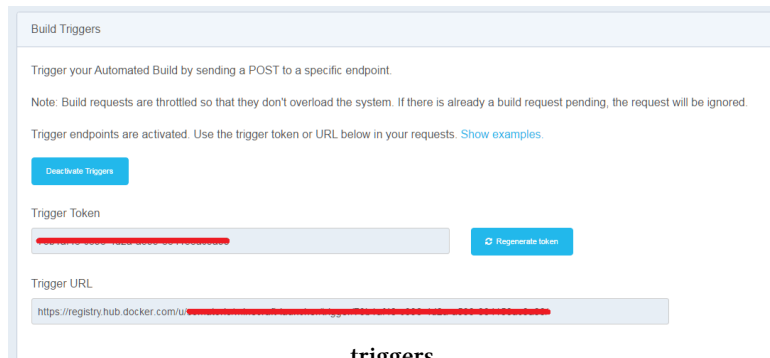 Build Triggers
Trigger your Automated Build by sending a POST to a specific endpoint.
Note: Build requests are throttled so that they don't overload the system. If there is already a build request pending, the request will be ignored.
Trigger endpoints are activated. Use the trigger token or URL below in your requests. Show examples.
Deactivate Triggers
Trigger Token
Regenerate token
Trigger URL
https://registry.hub.docker.com/u/
triggers